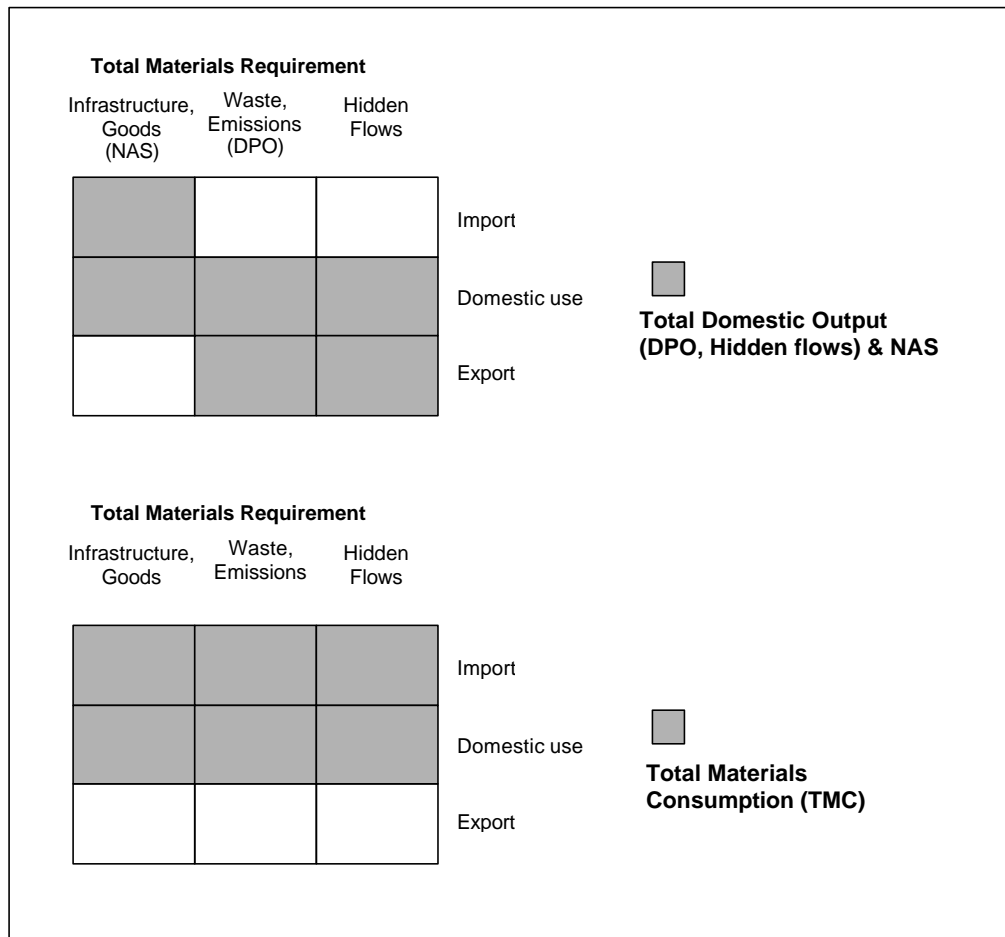 Total Materials Requirement
Infrastructure,
Goods
(NAS)
Waste,
Emissions
(DPO)
Hidden
Flows
Import
Domestic use
Export
Total Domestic Output
(DPO, Hidden flows) & NAS
Total Materials Requirement
Infrastructure,
Goods
Waste,
Emissions
Hidden
Flows
Import
Domestic use
Export
Total Materials
Consumption (TMC)